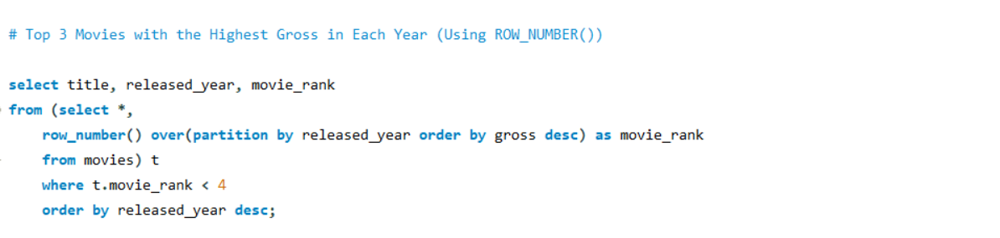 # Top 3 Movies with the Highest Gross in Each Year (Using ROW_NUMBER())
select title, released_year, movie_rank
from (select *,
row_number() over(partition by released_year order by gross desc) as movie_rank
from movies) t
where t.movie_rank < 4
order by released_year desc;